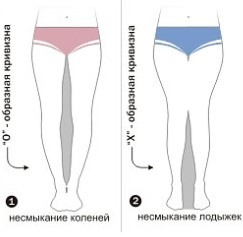 "О" - образная кривизна
1
несмыкание коленей
"Х" - образная кривизна
2
несмыкание лодыжек